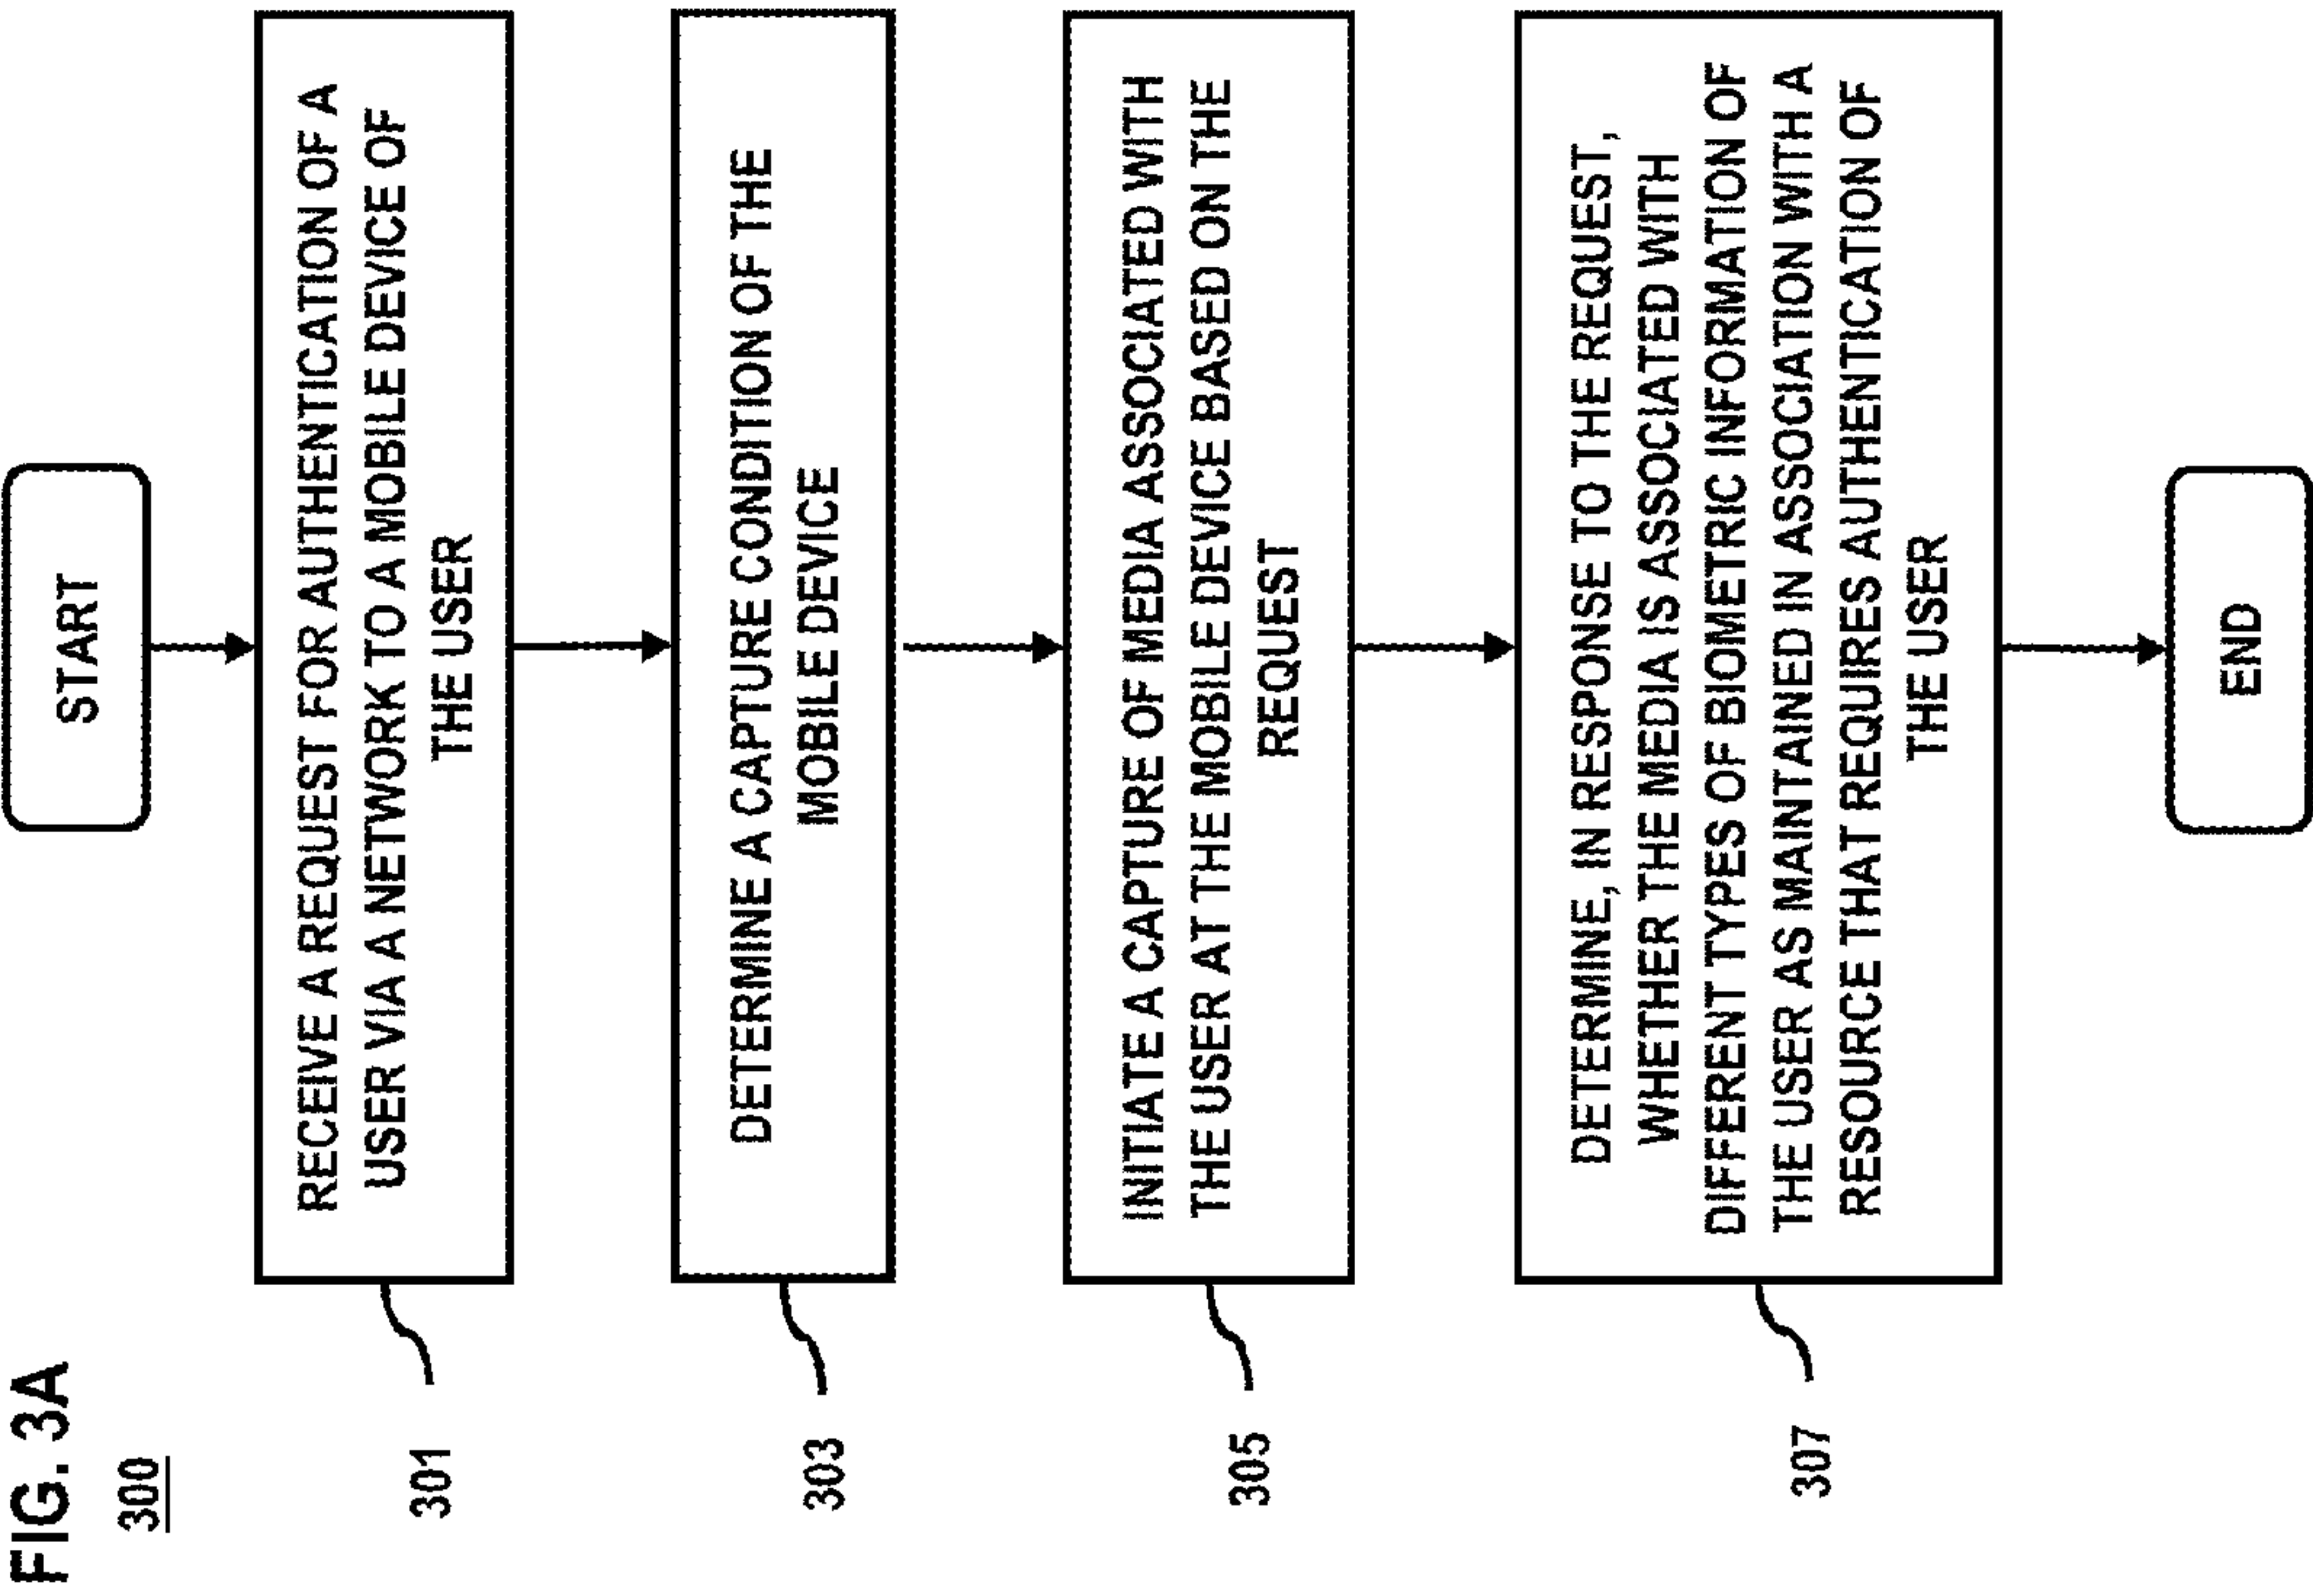 FIG. 3A
300
START
301
RECEIVE A REQUEST FOR AUTHENTICATION OF A
USER VIA A NETWORK TO A MOBILE DEVICE OF
THE USER
303
DETERMINE A CAPTURE CONDITION OF THE
MOBILE DEVICE
305
INITIATE A CAPTURE OF MEDIA ASSOCIATED WITH
THE USER AT THE MOBILE DEVICE BASED ON THE
REQUEST
307
DETERMINE, IN RESPONSE TO THE REQUEST,
WHETHER THE MEDIA IS ASSOCIATED WITH
DIFFERENT TYPES OF BIOMETRIC INFORMATION OF
THE USER AS MAINTAINED IN ASSOCIATION WITH A
RESOURCE THAT REQUIRES AUTHENTICATION OF
THE USER
END